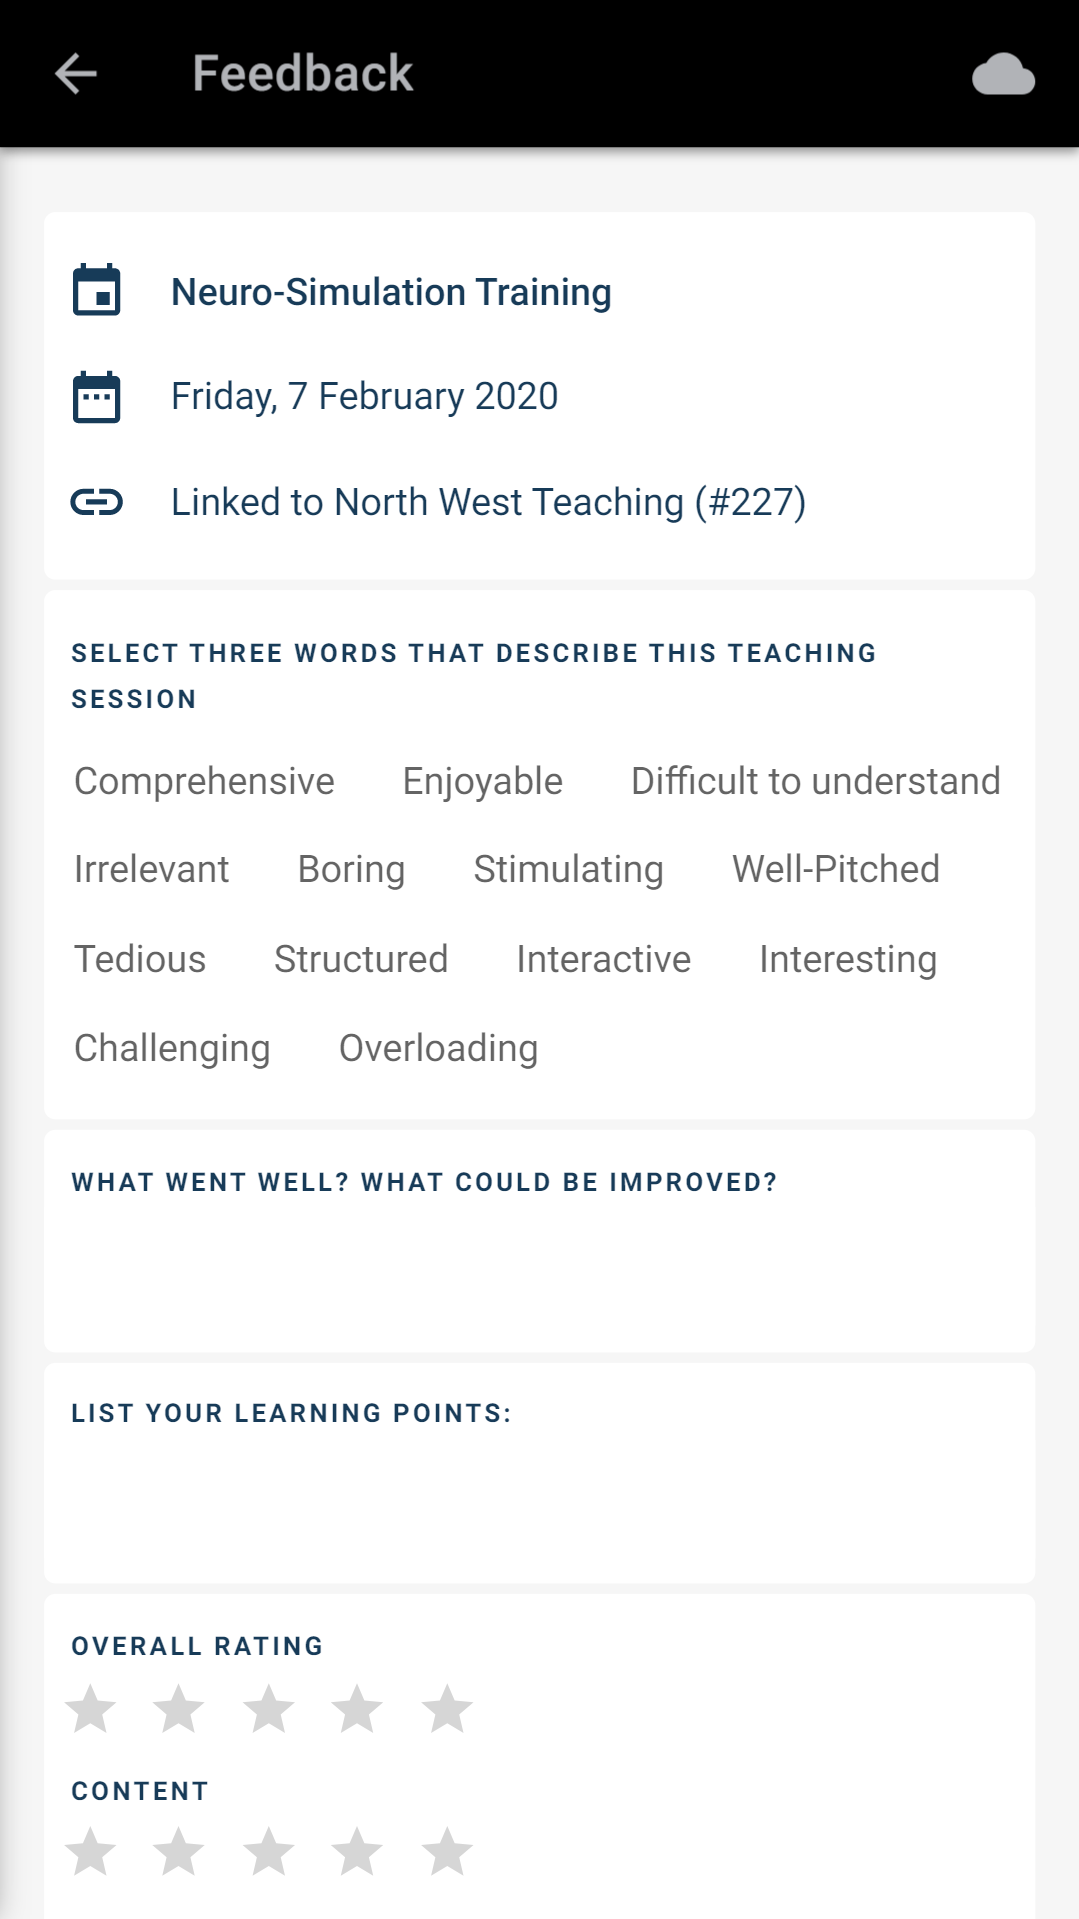 Feedback
Neuro-Simulation Training
Friday, 7 February 2020
Linked to North West Teaching (#227)
SELECT THREE WORDS THAT DESCRIBE THIS TEACHING
SESSION
Comprehensive Enjoyable Difficult to understand
Irrelevant Boring Stimulating Well-Pitched
Tedious Structured Interactive Interesting
Challenging Overloading
WHAT WENT WELL? WHAT COULD BE IMPROVED?
LIST YOUR LEARNING POINTS:
OVERALL RATING
CONTENT